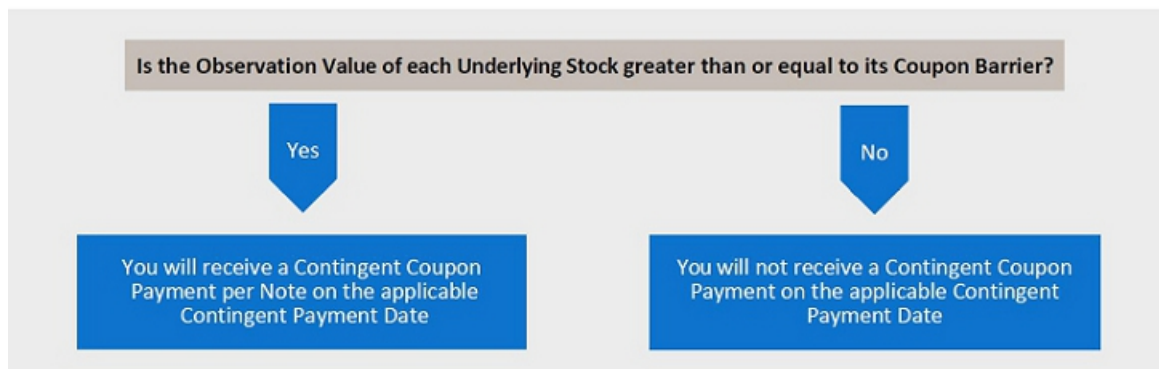 Is the Observation Value of each Underlying Stock greater than or equal to its Coupon Barrier?
Yes
No
You will receive a Contingent Coupon
Payment per Note on the applicable
Contingent Payment Date
You will not receive a Contingent Coupon
Payment on the applicable Contingent
Payment Date